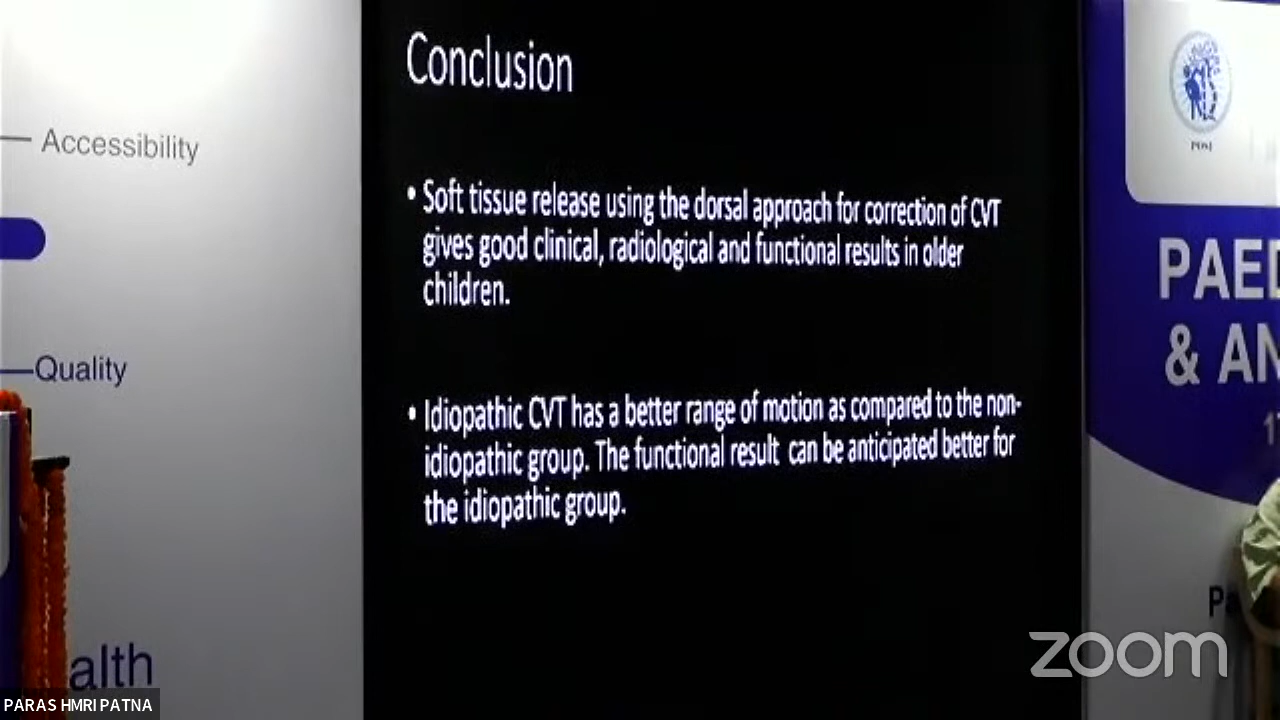 Accessibility
Quality
alth
PARAS HMRI PATNA
Conclusion
• Soft tissue release using the dorsal approach for correction of CVT
gives good clinical, radiological and functional results in older
children.
• Idiopathic CVT has a better range of motion as compared to the non-
idiopathic group. The functional result can be anticipated better for
the idiopathic group.
POSI
PAED
& AN
1
P
zoom